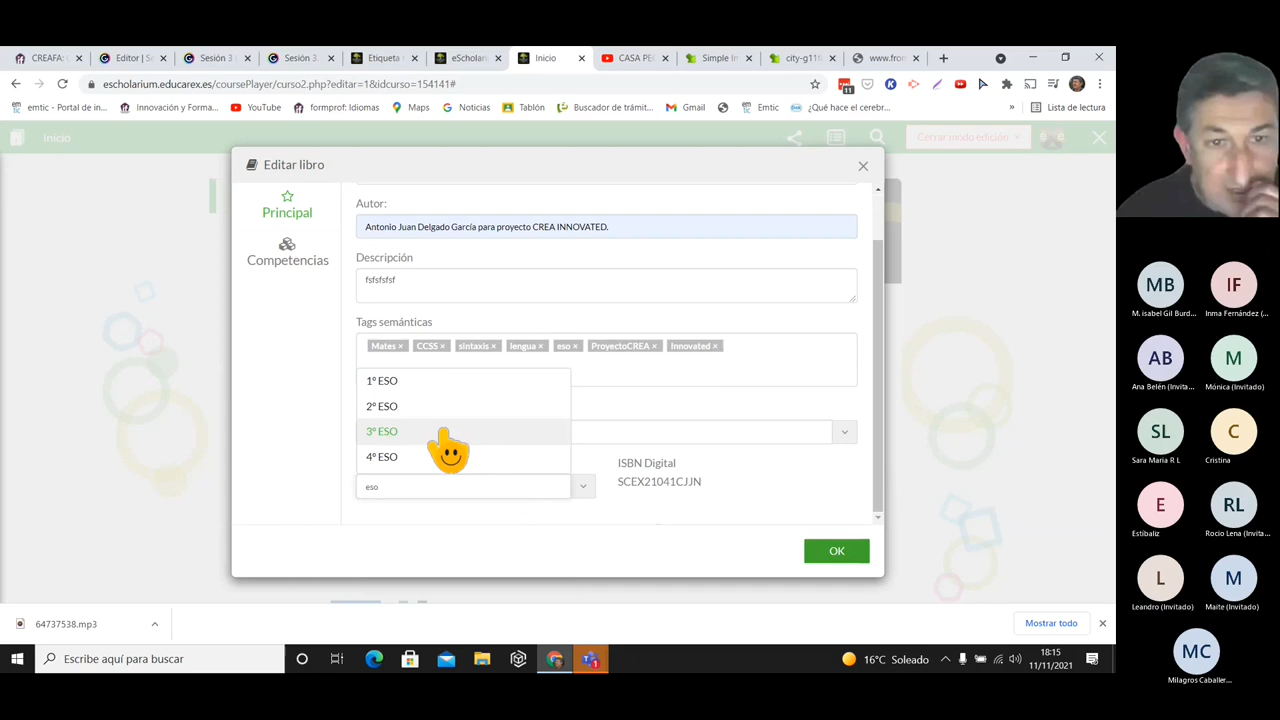 CREAFA:
Editor | S
Sesión 3
Sesión 3.
Etiqueta
eScholari
Inicio
CASA PE
Simple In
city-g11f
www.fro
escholarium.educarex.es/coursePlayer/curso2.php?editar=1&idcurso=154141#
11
emtic - Portal de in...
Innovación y Forma...
YouTube
formprof: Idiomas
Maps
Noticias
Tablón
Buscador de trámit...
Gmail
Emtic
¿Qué hace el cerebr...
»
Lista de lectura
Inicio
Cerrar modo edición
Editar libro
Principal
Competencias
Autor:
Antonio Juan Delgado García para proyecto CREA INNOVATED.
Descripción
fsfsfsfsf
Tags semánticas
Mates × CCSS × sintaxis × lengua × eso × ProyectoCREA × Innovated ×
1º ESO
2º ESO
3º ESO
4º ESO
eso
ISBN Digital
SCEX21041CJJN
OK
64737538.mp3
Mostrar todo
Escribe aquí para buscar
16°C Soleado
18:15
11/11/2021
MB
M. isabel Gil Burd...
IF
Inma Fernández (...
AB
Ana Belén (Invita...
M
Mónica (Invitado)
SL
Sara Maria R L
C
Cristina
E
Estíbaliz
RL
Rocio Lena (Invita...
L
Leandro (Invitado)
M
Maite (Invitado)
MC
Milagros Caballer...